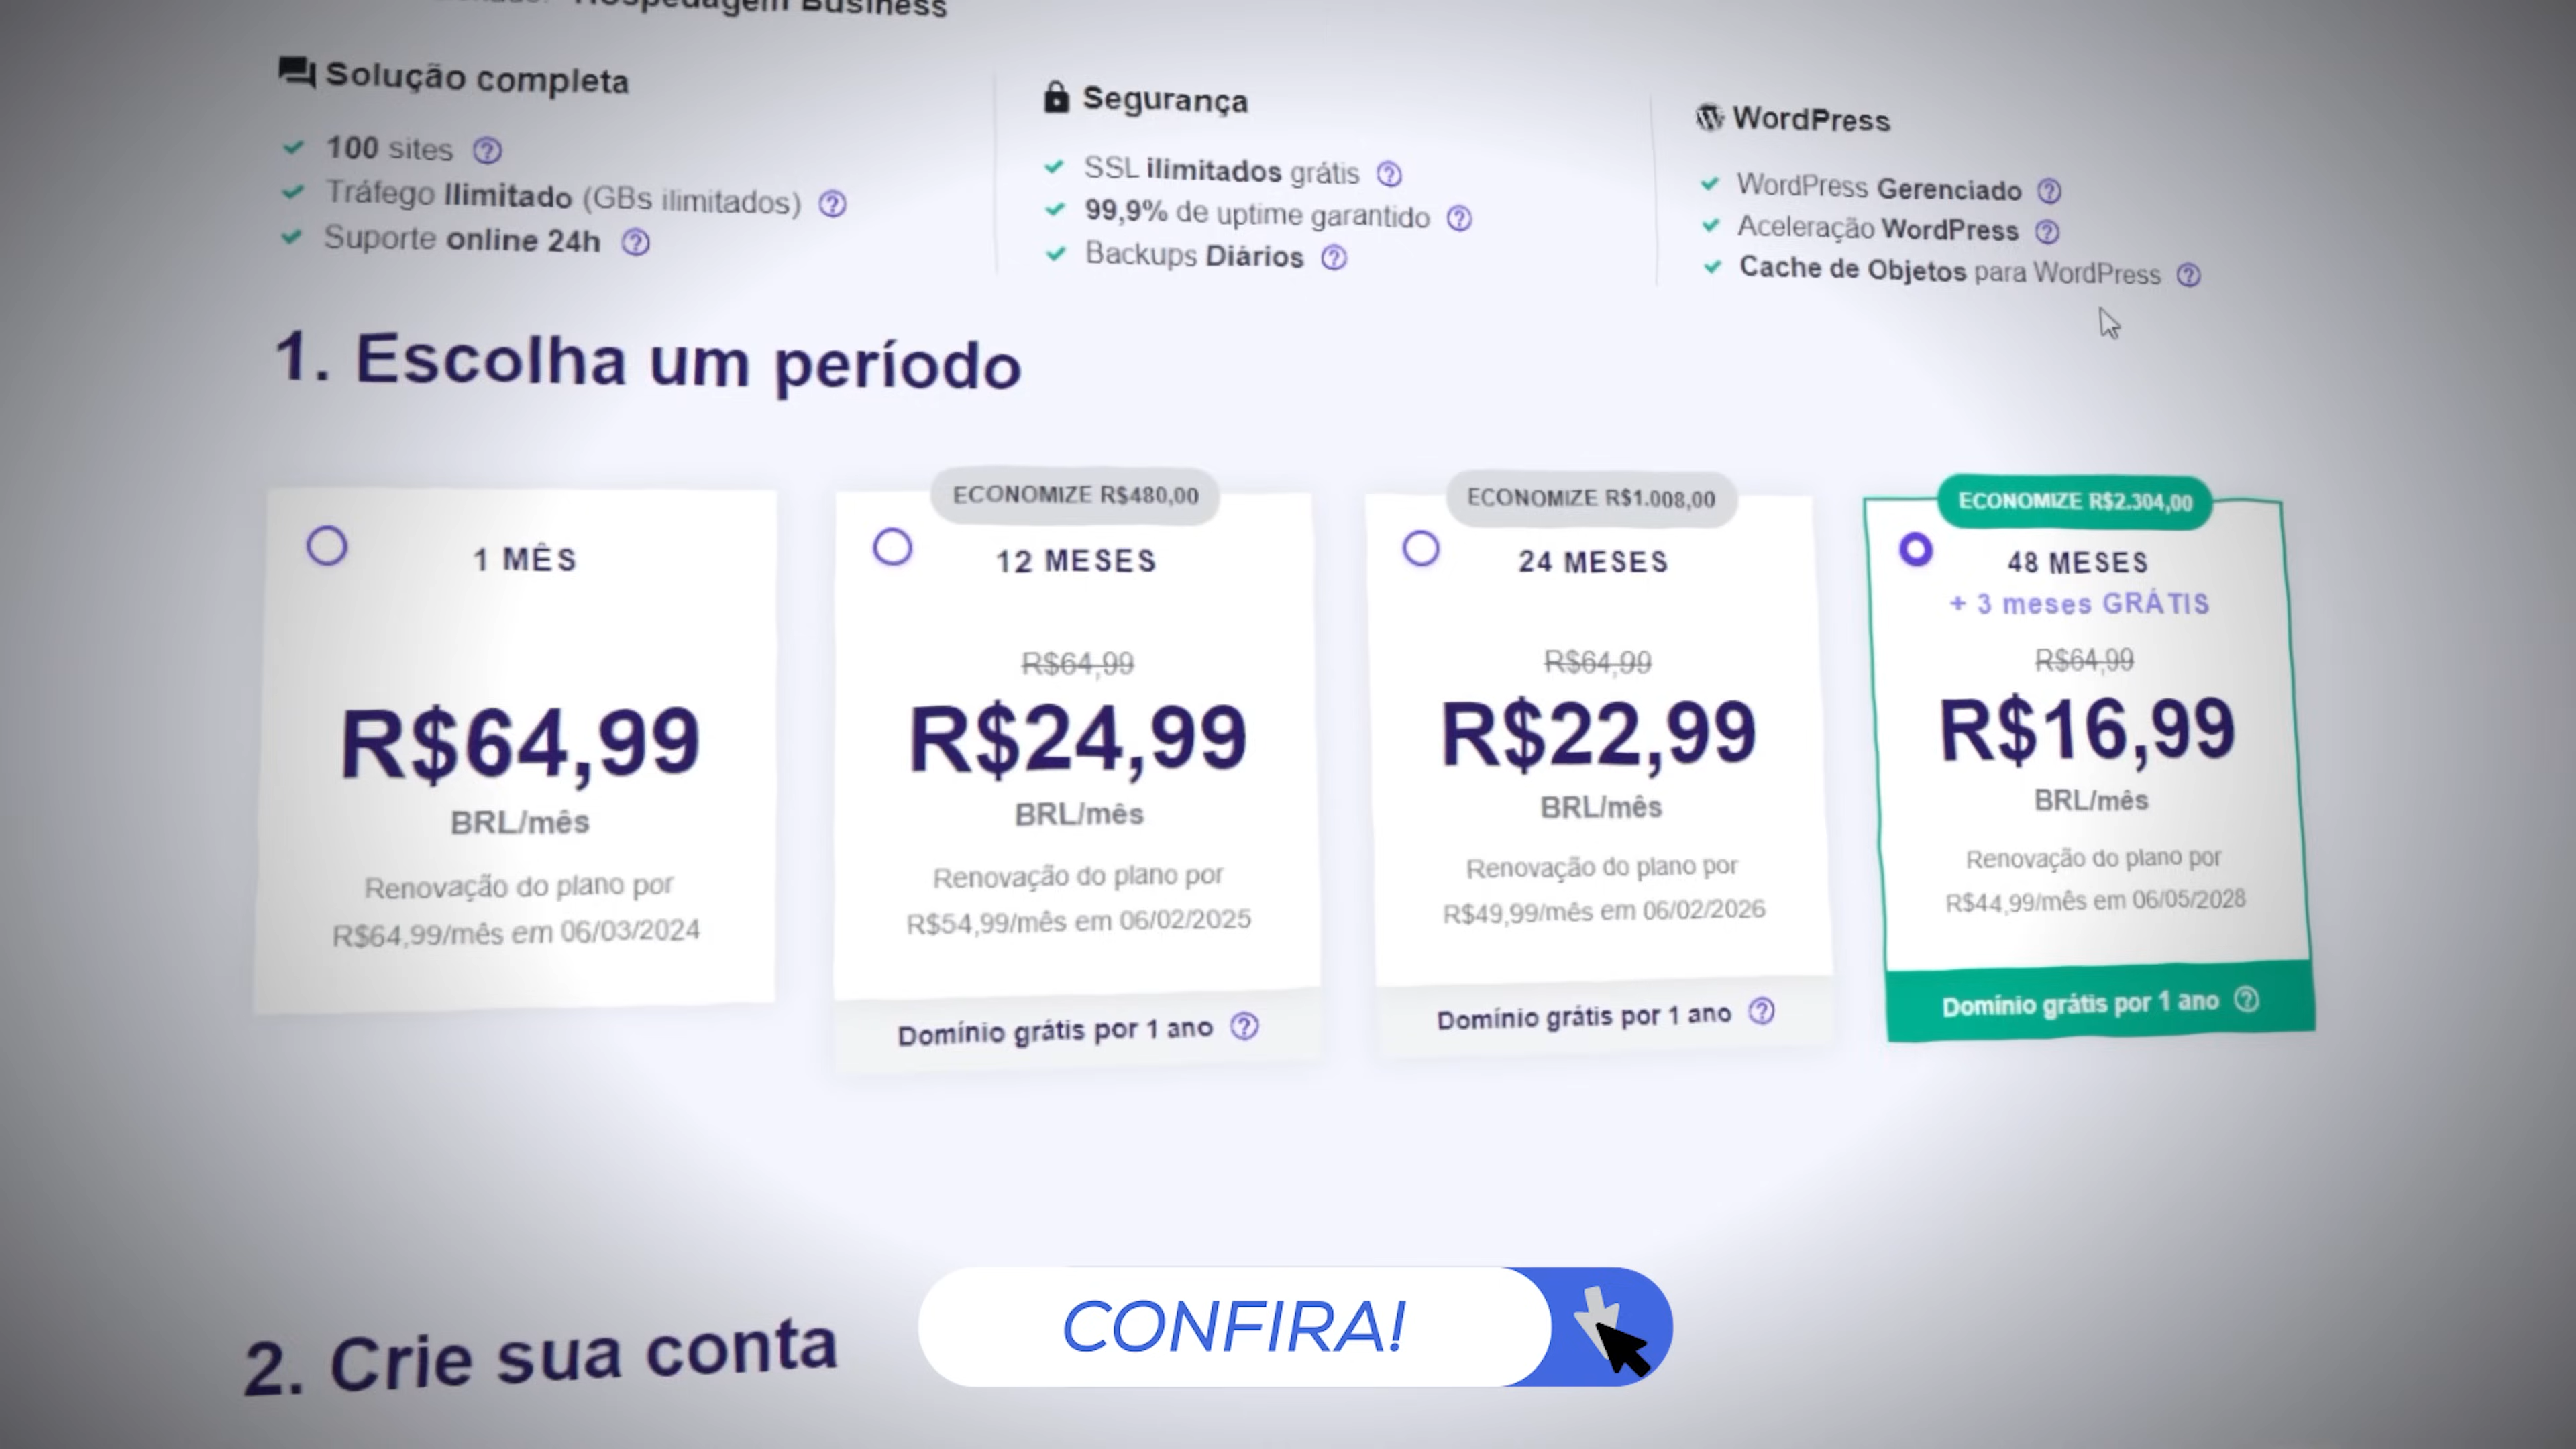 Hospedagem Business
Solução completa
100 sites
Tráfego Ilimitado (GBs ilimitados)
Suporte online 24h
Segurança
SSL ilimitados grátis
99,9% de uptime garantido
Backups Diários
WordPress
WordPress Gerenciado
Aceleração WordPress
Cache de Objetos para WordPress
1. Escolha um período
1 MÊS
R$64,99
BRL/mês
Renovação do plano por
R$64,99/mês em 06/03/2024
ECONOMIZE R$480,00
12 MESES
R$64,99
R$24,99
BRL/mês
Renovação do plano por
R$54,99/mês em 06/02/2025
Domínio grátis por 1 ano
ECONOMIZE R$1.008,00
24 MESES
R$64,99
R$22,99
BRL/mês
Renovação do plano por
R$49,99/mês em 06/02/2026
Domínio grátis por 1 ano
ECONOMIZE R$2.304,00
48 MESES
+ 3 meses GRÁTIS
R$64,99
R$16,99
BRL/mês
Renovação do plano por
R$44,99/mês em 06/05/2028
Domínio grátis por 1 ano
2. Crie sua conta
CONFIRA!